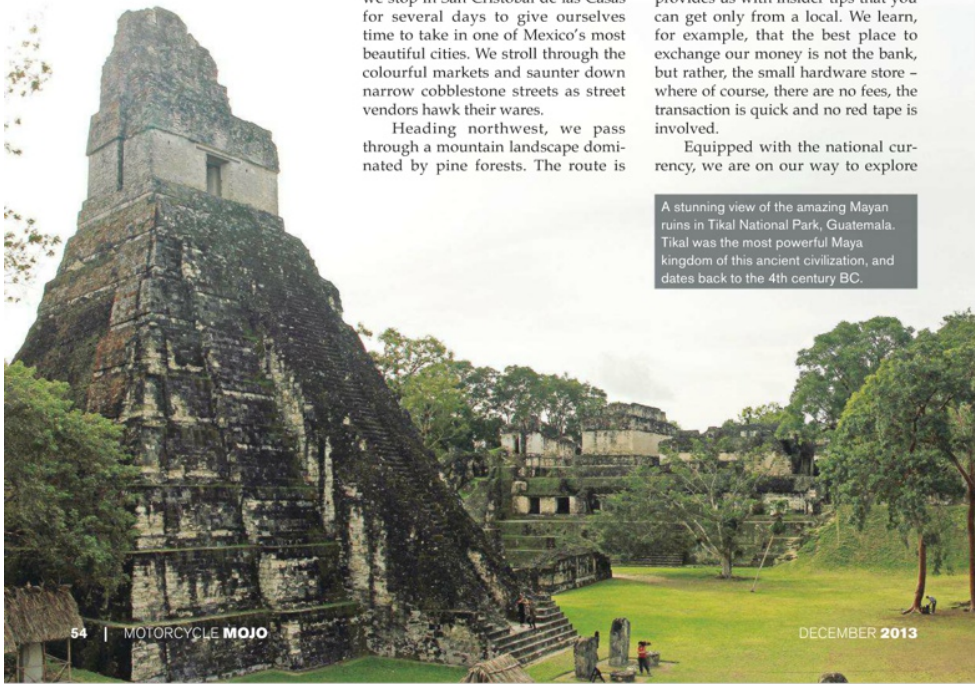 we stop in San Cristóbal de las Casas
for several days to give ourselves
time to take in one of Mexico's most
beautiful cities. We stroll through the
colourful markets and saunter down
narrow cobblestone streets as street
vendors hawk their wares.
Heading northwest, we pass
through a mountain landscape domi-
nated by pine forests. The route is
provides us with insider tips that you
can get only from a local. We learn,
for example, that the best place to
exchange our money is not the bank,
but rather, the small hardware store –
where of course, there are no fees, the
transaction is quick and no red tape is
involved.
Equipped with the national cur-
rency, we are on our way to explore
A stunning view of the amazing Mayan
ruins in Tikal National Park, Guatemala.
Tikal was the most powerful Maya
kingdom of this ancient civilization, and
dates back to the 4th century BC.
54 | MOTORCYCLE MOJO
DECEMBER 2013